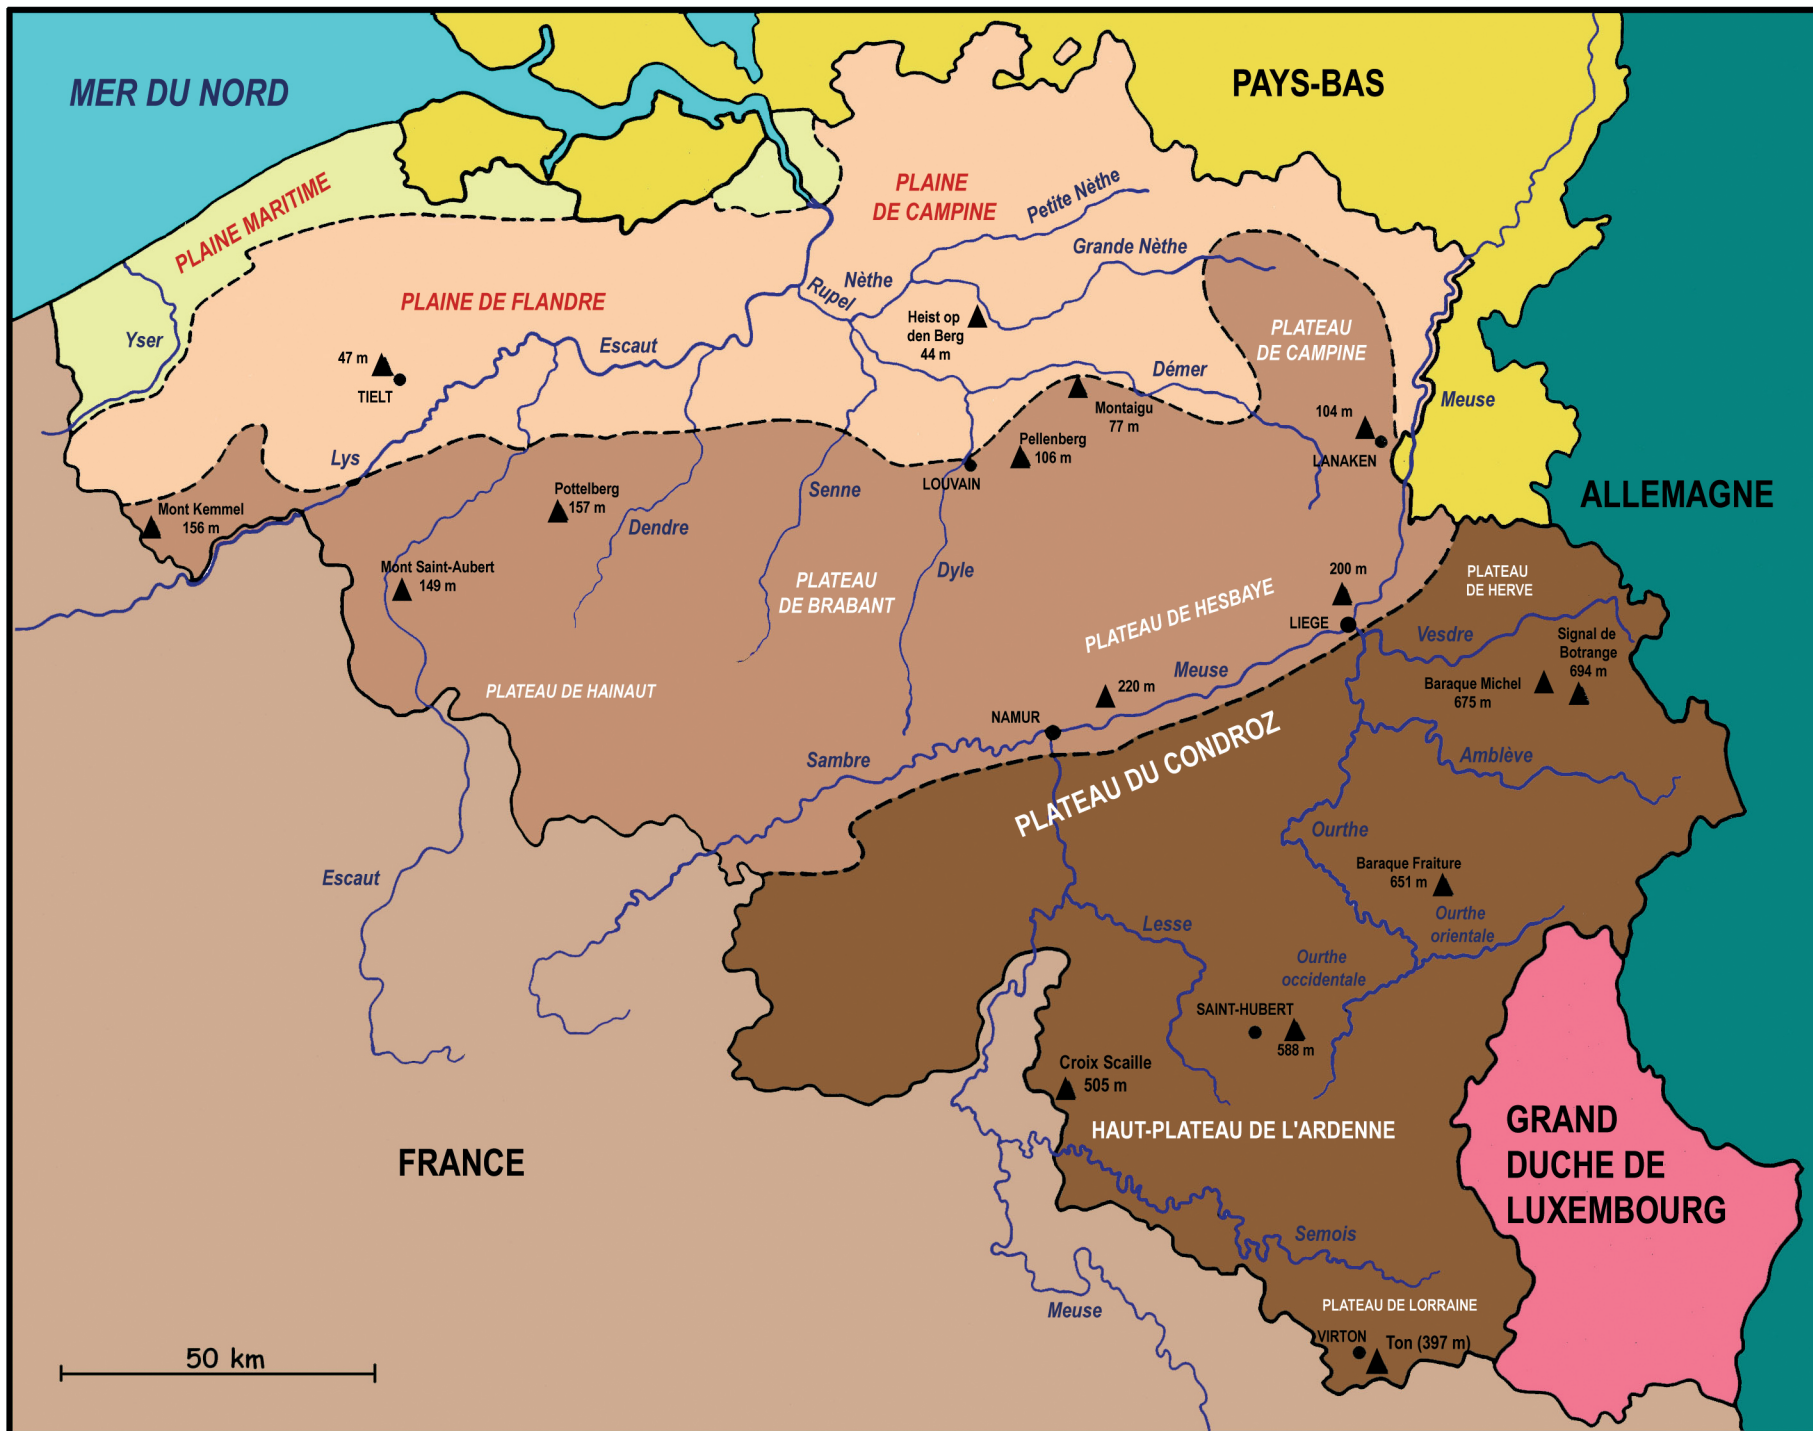 MER DU NORD
PAYS-BAS
PLAINE MARITIME
PLAINE
DE CAMPINE
Petite Nèthe
Grande Nèthe
Nèthe
Rupel
PLAINE DE FLANDRE
Yser
Escaut
Heist op
den Berg
44 m
PLATEAU
DE CAMPINE
47 m
TIELT
Démer
Meuse
Montaigu
77 m
104 m
LANAKEN
Lys
Pellenberg
106 m
LOUVAIN
ALLEMAGNE
Mont Kemmel
156 m
Pottelberg
157 m
Senne
Dendre
Mont Saint-Aubert
149 m
PLATEAU
DE BRABANT
Dyle
200 m
LIEGE
PLATEAU
DE HERVE
PLATEAU DE HESBAYE
Vesdre
Signal de
Botrange
694 m
Baraque Michel
675 m
Meuse
220 m
PLATEAU DE HAINAUT
NAMUR
Sambre
PLATEAU DU CONDROZ
Amblève
Ourthe
Baraque Fraiture
651 m
Escaut
Lesse
Ourthe
orientale
Ourthe
occidentale
SAINT-HUBERT
588 m
Croix Scaille
505 m
HAUT-PLATEAU DE L'ARDENNE
FRANCE
GRAND
DUCHE DE
LUXEMBOURG
Semois
Meuse
PLATEAU DE LORRAINE
VIRTON
Ton (397 m)
50 km